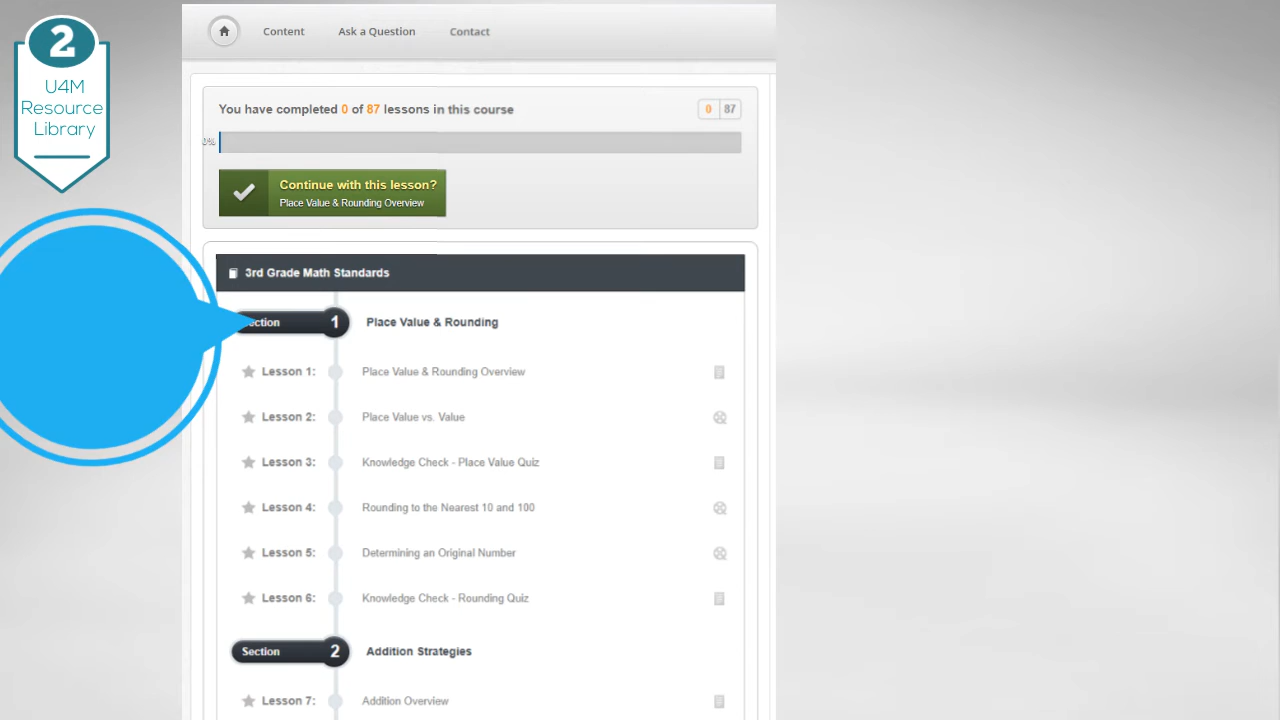 2
U4M
Resource
Library
Content
Ask a Question
Contact
You have completed 0 of 87 lessons in this course
0 87
0%
Continue with this lesson?
Place Value & Rounding Overview
3rd Grade Math Standards
ection 1 Place Value & Rounding
Lesson 1: Place Value & Rounding Overview
Lesson 2: Place Value vs. Value
Lesson 3: Knowledge Check - Place Value Quiz
Lesson 4: Rounding to the Nearest 10 and 100
Lesson 5: Determining an Original Number
Lesson 6: Knowledge Check - Rounding Quiz
Section 2 Addition Strategies
Lesson 7: Addition Overview